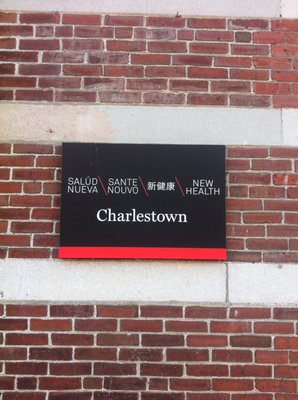 SALÚD NUEVA \ SANTE NOUVO \ 新健康 \ NEW HEALTH
Charlestown